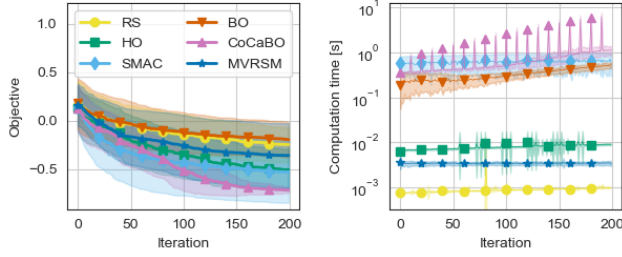 1.0
0.5
0.0
−0.5
Objective
RS
HO
SMAC
BO
CoCaBO
MVRSM
0
50
100
150
200
Iteration
10^1
10^0
10^-1
10^-2
10^-3
Computation time [s]
0
50
100
150
200
Iteration